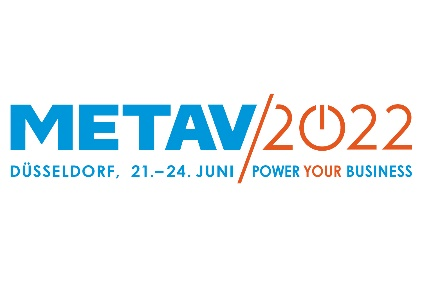 METAV/2022
DÜSSELDORF, 21.–24. JUNI / POWER YOUR BUSINESS